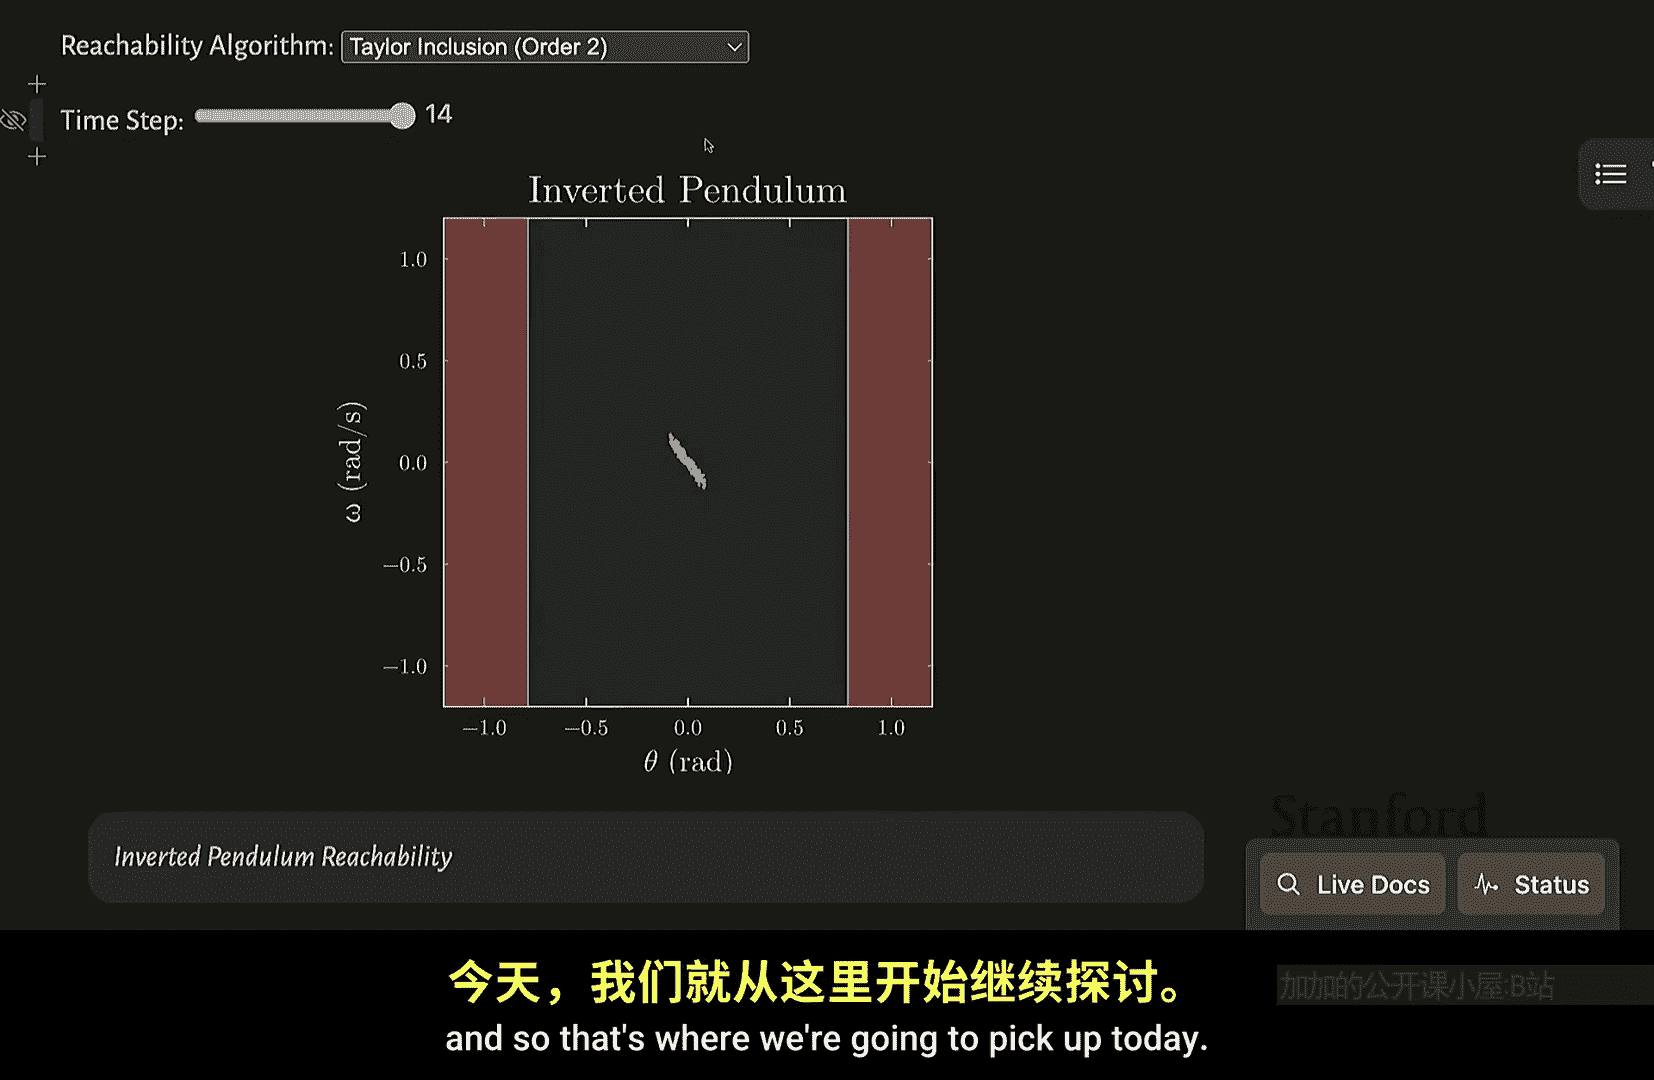 Reachability Algorithm: Taylor Inclusion (Order 2)
Time Step: 14
Inverted Pendulum
1.0
0.5
0.0
−0.5
−1.0
ω (rad/s)
−1.0 −0.5 0.0 0.5 1.0
θ (rad)
Inverted Pendulum Reachability
Stanford
Live Docs Status
今天，我们就从这里开始继续探讨。
加加的公开课小屋:B站
and so that's where we're going to pick up today.